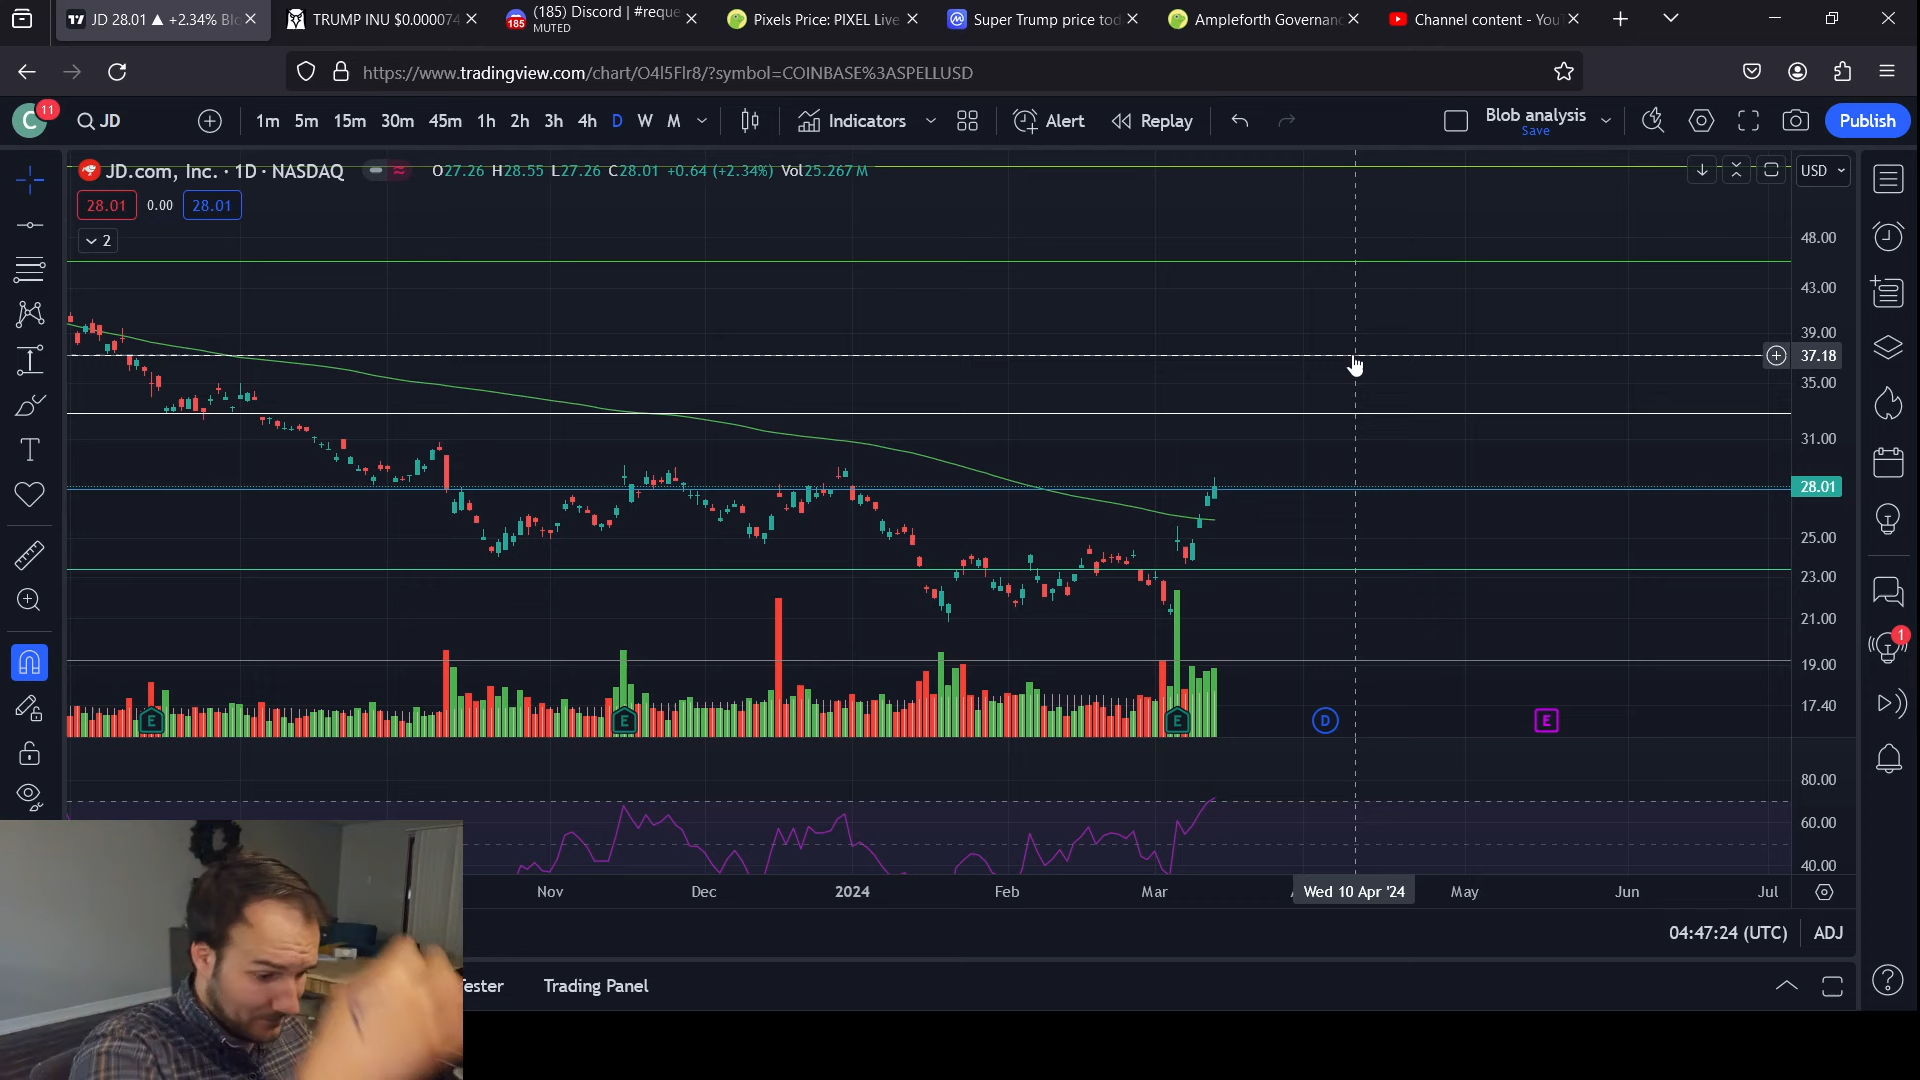 JD 28.01 ▲ +2.34% Blo
TRUMP INU $0.000074
(185) Discord | #reque
MUTED
Pixels Price: PIXEL Live
Super Trump price tod
Ampleforth Governanc
Channel content - YouT
https://www.tradingview.com/chart/O4l5Flr8/?symbol=COINBASE%3ASPELLUSD
C 11
JD
1m 5m 15m 30m 45m 1h 2h 3h 4h D W M
Indicators
Alert
Replay
Blob analysis
Save
Publish
JD.com, Inc. · 1D · NASDAQ
O27.26 H28.55 L27.26 C28.01 +0.64 (+2.34%) Vol25.267M
USD
28.01 0.00 28.01
2
48.00
43.00
39.00
37.18
35.00
31.00
28.01
25.00
23.00
21.00
19.00
17.40
E E E D E
1
80.00
60.00
40.00
Nov Dec 2024 Feb Mar Wed 10 Apr '24 May Jun Jul
04:47:24 (UTC) ADJ
ester Trading Panel